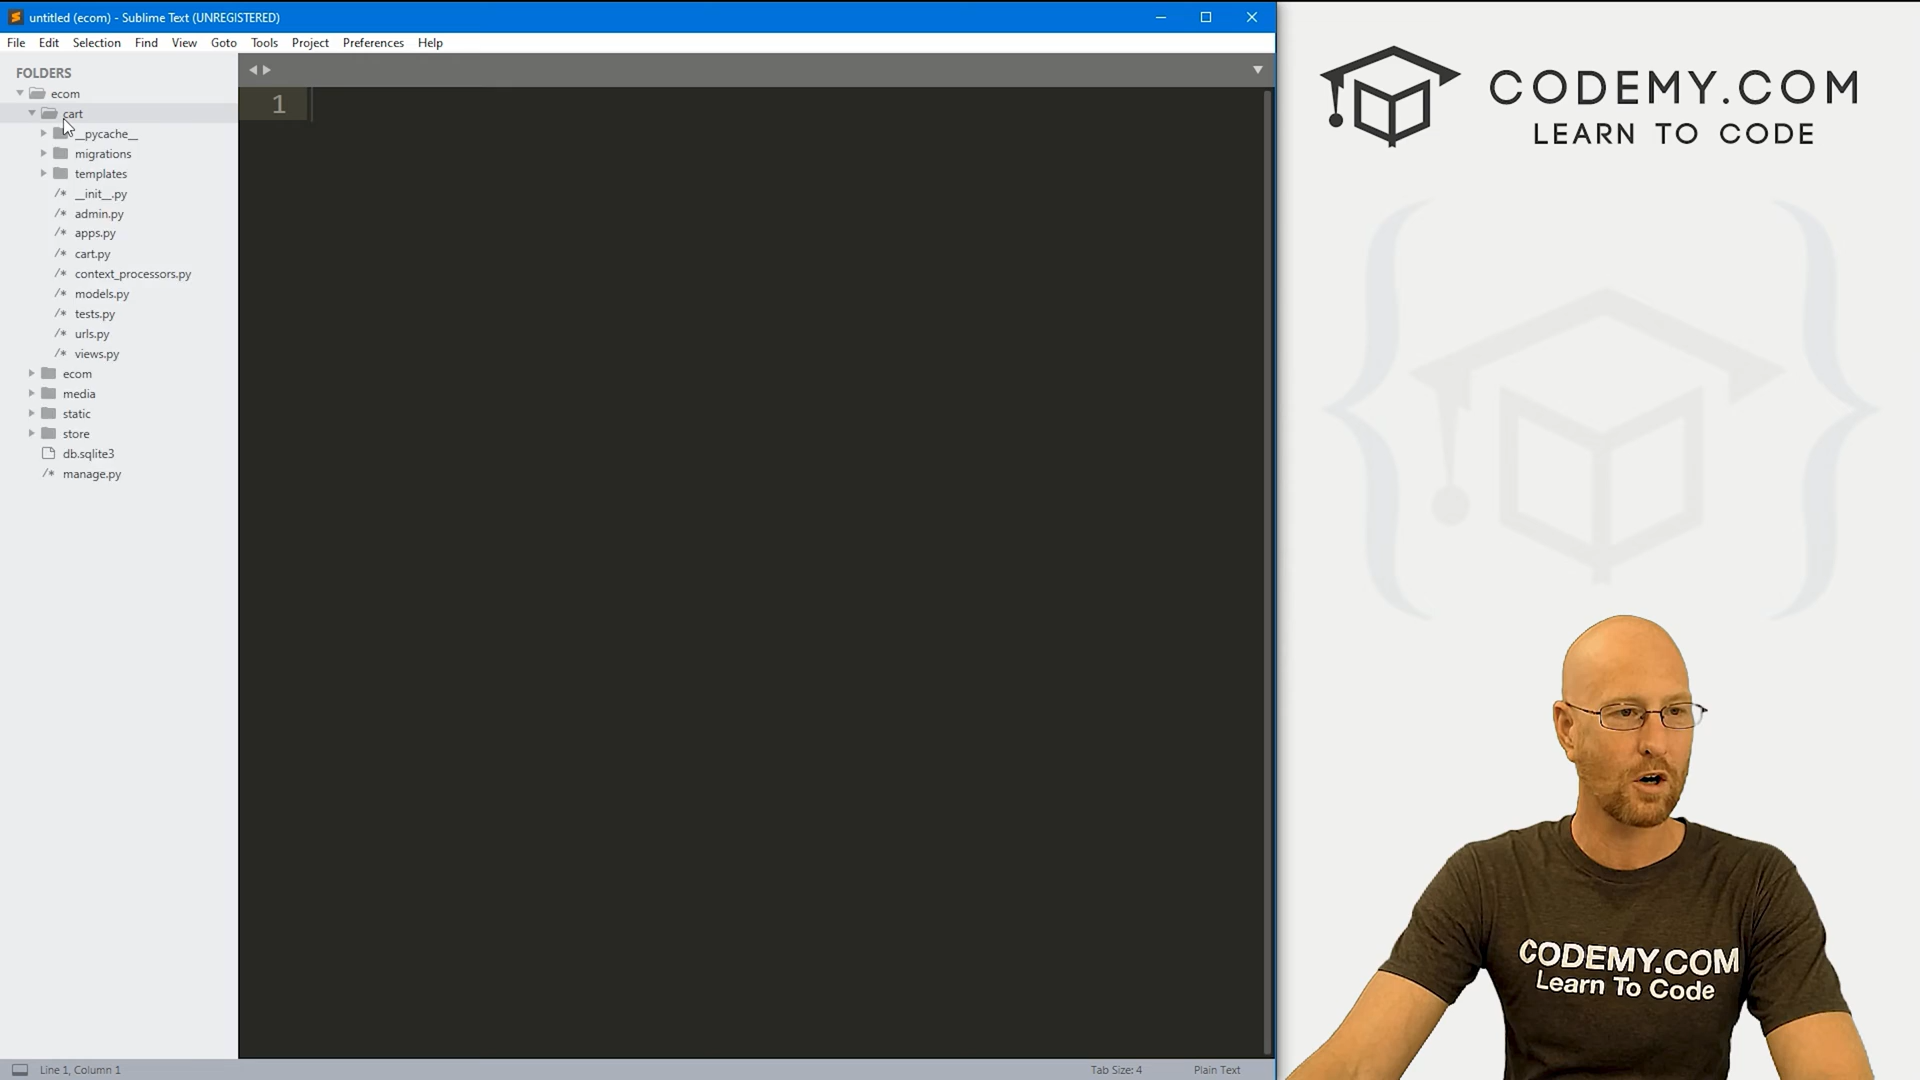 untitled (ecom) - Sublime Text (UNREGISTERED)
File Edit Selection Find View Goto Tools Project Preferences Help
FOLDERS
ecom
cart
__pycache__
migrations
templates
__init__.py
admin.py
apps.py
cart.py
context_processors.py
models.py
tests.py
urls.py
views.py
ecom
media
static
store
db.sqlite3
manage.py
1
Line 1, Column 1
Tab Size: 4
Plain Text
CODEMY.COM
LEARN TO CODE
CODEMY.COM
Learn To Code